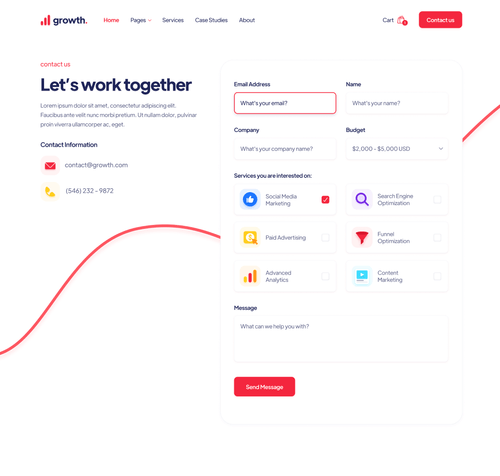 growth.
Home
Pages
Services
Case Studies
About
Cart
Contact us
contact us
Let's work together
Lorem ipsum dolor sit amet, consectetur adipiscing elit.
Faucibus ante velit nunc morbi pretium. Ut nullam dolor, pulvinar
proin viverra ullamcorper ac, eget.
Contact Information
contact@growth.com
(546) 232 - 9872
Email Address
Name
What's your email?
What's your name?
Company
Budget
What's your company name?
$2,000 - $5,000 USD
Services you are interested on:
Social Media
Marketing
Search Engine
Optimization
Paid Advertising
Funnel
Optimization
Advanced
Analytics
Content
Marketing
Message
What can we help you with?
Send Message